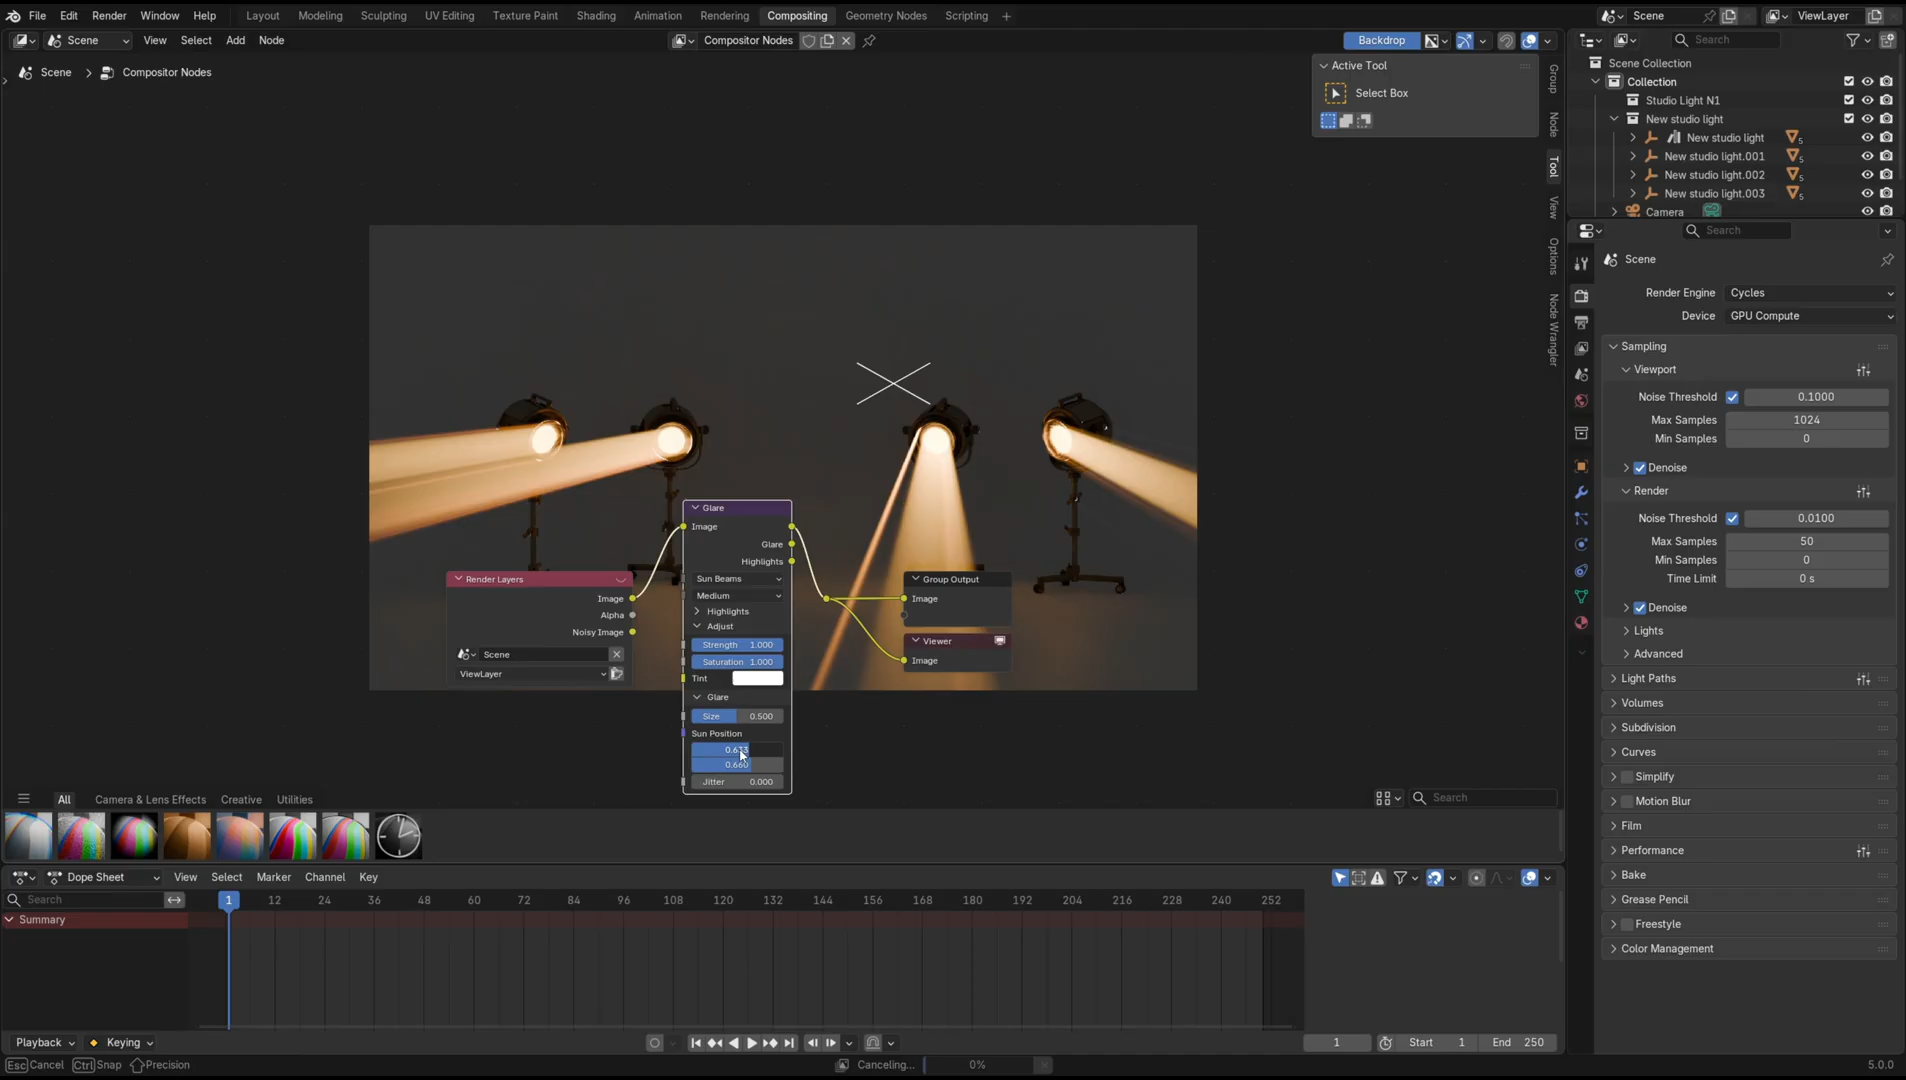 File Edit Render Window Help Layout Modeling Sculpting UV Editing Texture Paint Shading Animation Rendering Compositing Geometry Nodes Scripting + Scene ViewLayer
Scene View Select Add Node Compositor Nodes Backdrop Search
Scene > Compositor Nodes
Active Tool
Select Box
Group
Node
Tool
View
Options
Node Wrangler
Scene Collection
Collection
Studio Light N1
New studio light
New studio light 5
New studio light.001 5
New studio light.002 5
New studio light.003 5
Camera
Search
Scene
Render Engine Cycles
Device GPU Compute
Sampling
Viewport
Noise Threshold 0.1000
Max Samples 1024
Min Samples 0
Denoise
Render
Noise Threshold 0.0100
Max Samples 50
Min Samples 0
Time Limit 0 s
Denoise
Lights
Advanced
Light Paths
Volumes
Subdivision
Curves
Simplify
Motion Blur
Film
Performance
Bake
Grease Pencil
Freestyle
Color Management
Render Layers
Image
Alpha
Noisy Image
Scene
ViewLayer
Glare
Image
Glare
Highlights
Sun Beams
Medium
Highlights
Adjust
Strength 1.000
Saturation 1.000
Tint
Glare
Size 0.500
Sun Position
0.660
Jitter 0.000
Group Output
Image
Viewer
Image
All Camera & Lens Effects Creative Utilities Search
Dope Sheet View Select Marker Channel Key
Search 1 12 24 36 48 60 72 84 96 108 120 132 144 156 168 180 192 204 216 228 240 252
Summary
Playback Keying 1 Start 1 End 250
Esc Cancel Ctrl Snap Precision Canceling... 0% 5.0.0